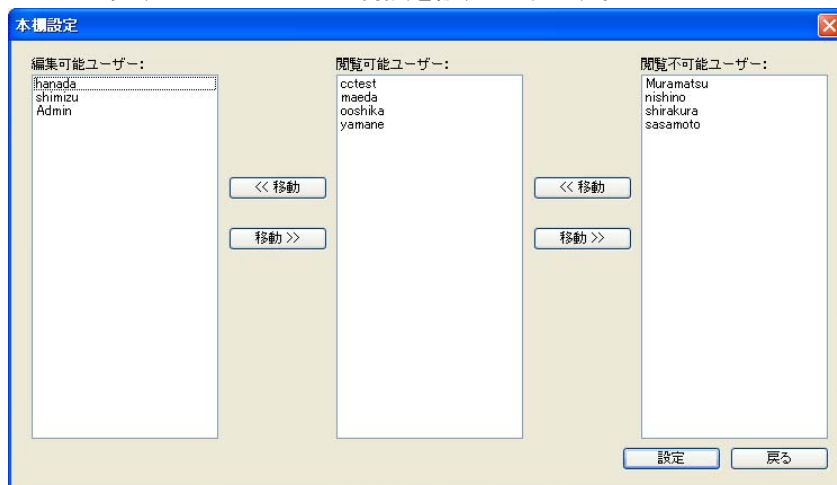 本棚設定
編集可能ユーザー:
hanada
shimizu
Admin
閲覧可能ユーザー:
cctest
maeda
ooshika
yamane
閲覧不可能ユーザー:
Muramatsu
nishino
shirakura
sasamoto
<< 移動
移動 >>
<< 移動
移動 >>
設定
戻る